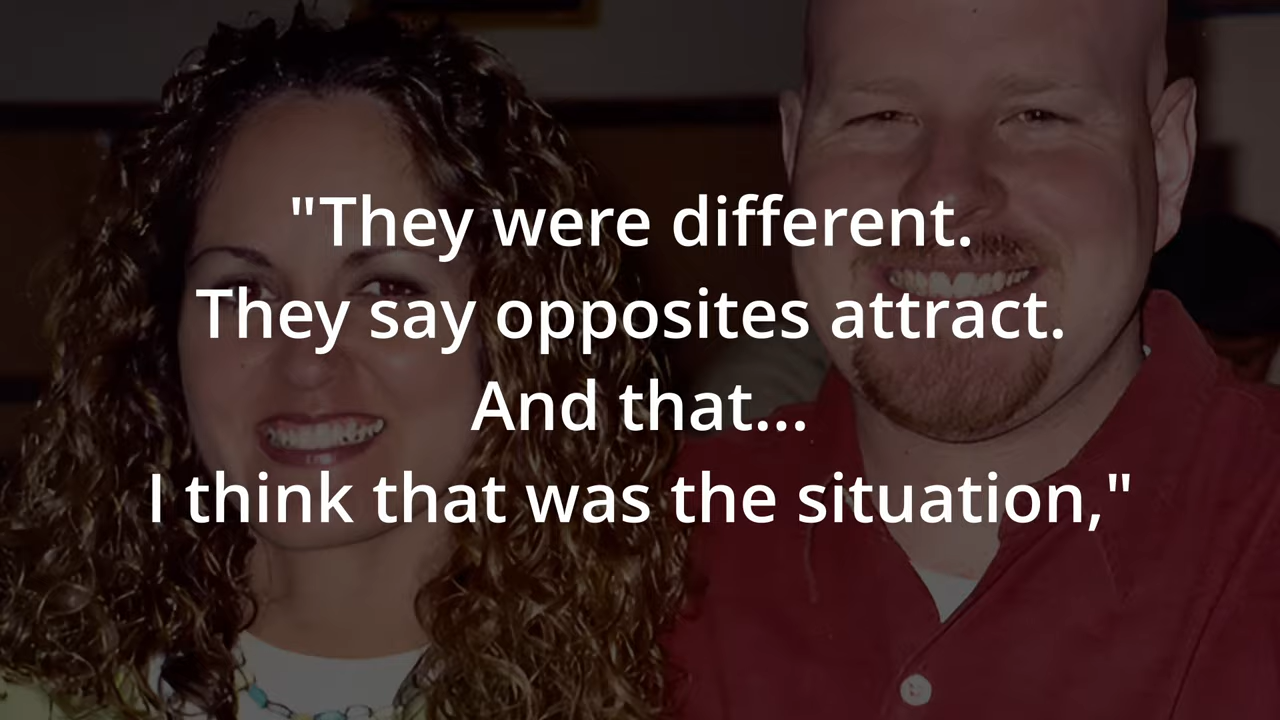 "They were different.
They say opposites attract.
And that...
I think that was the situation,"